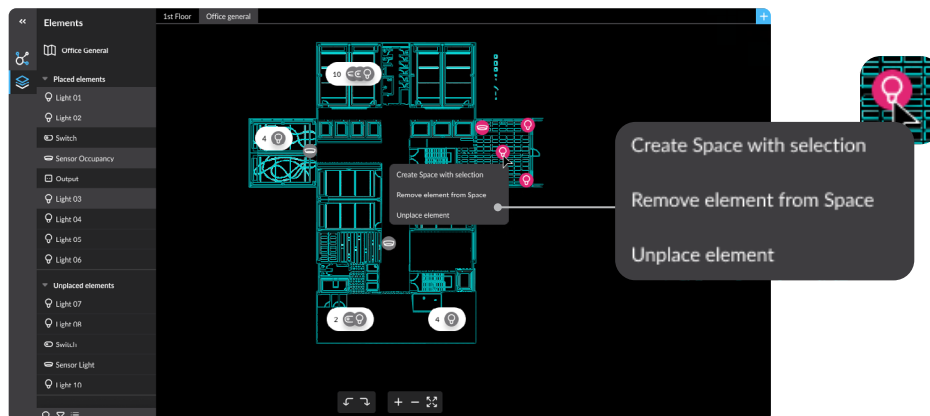 Elements
1st Floor
Office general
Office General
Placed elements
Light 01
Light 02
Switch
Sensor Occupancy
Output
Light 03
Light 04
Light 05
Light 06
Unplaced elements
Light 07
Light 08
Switch
Sensor Light
Light 10
10
4
2
4
Create Space with selection
Remove element from Space
Unplace element
Create Space with selection
Remove element from Space
Unplace element